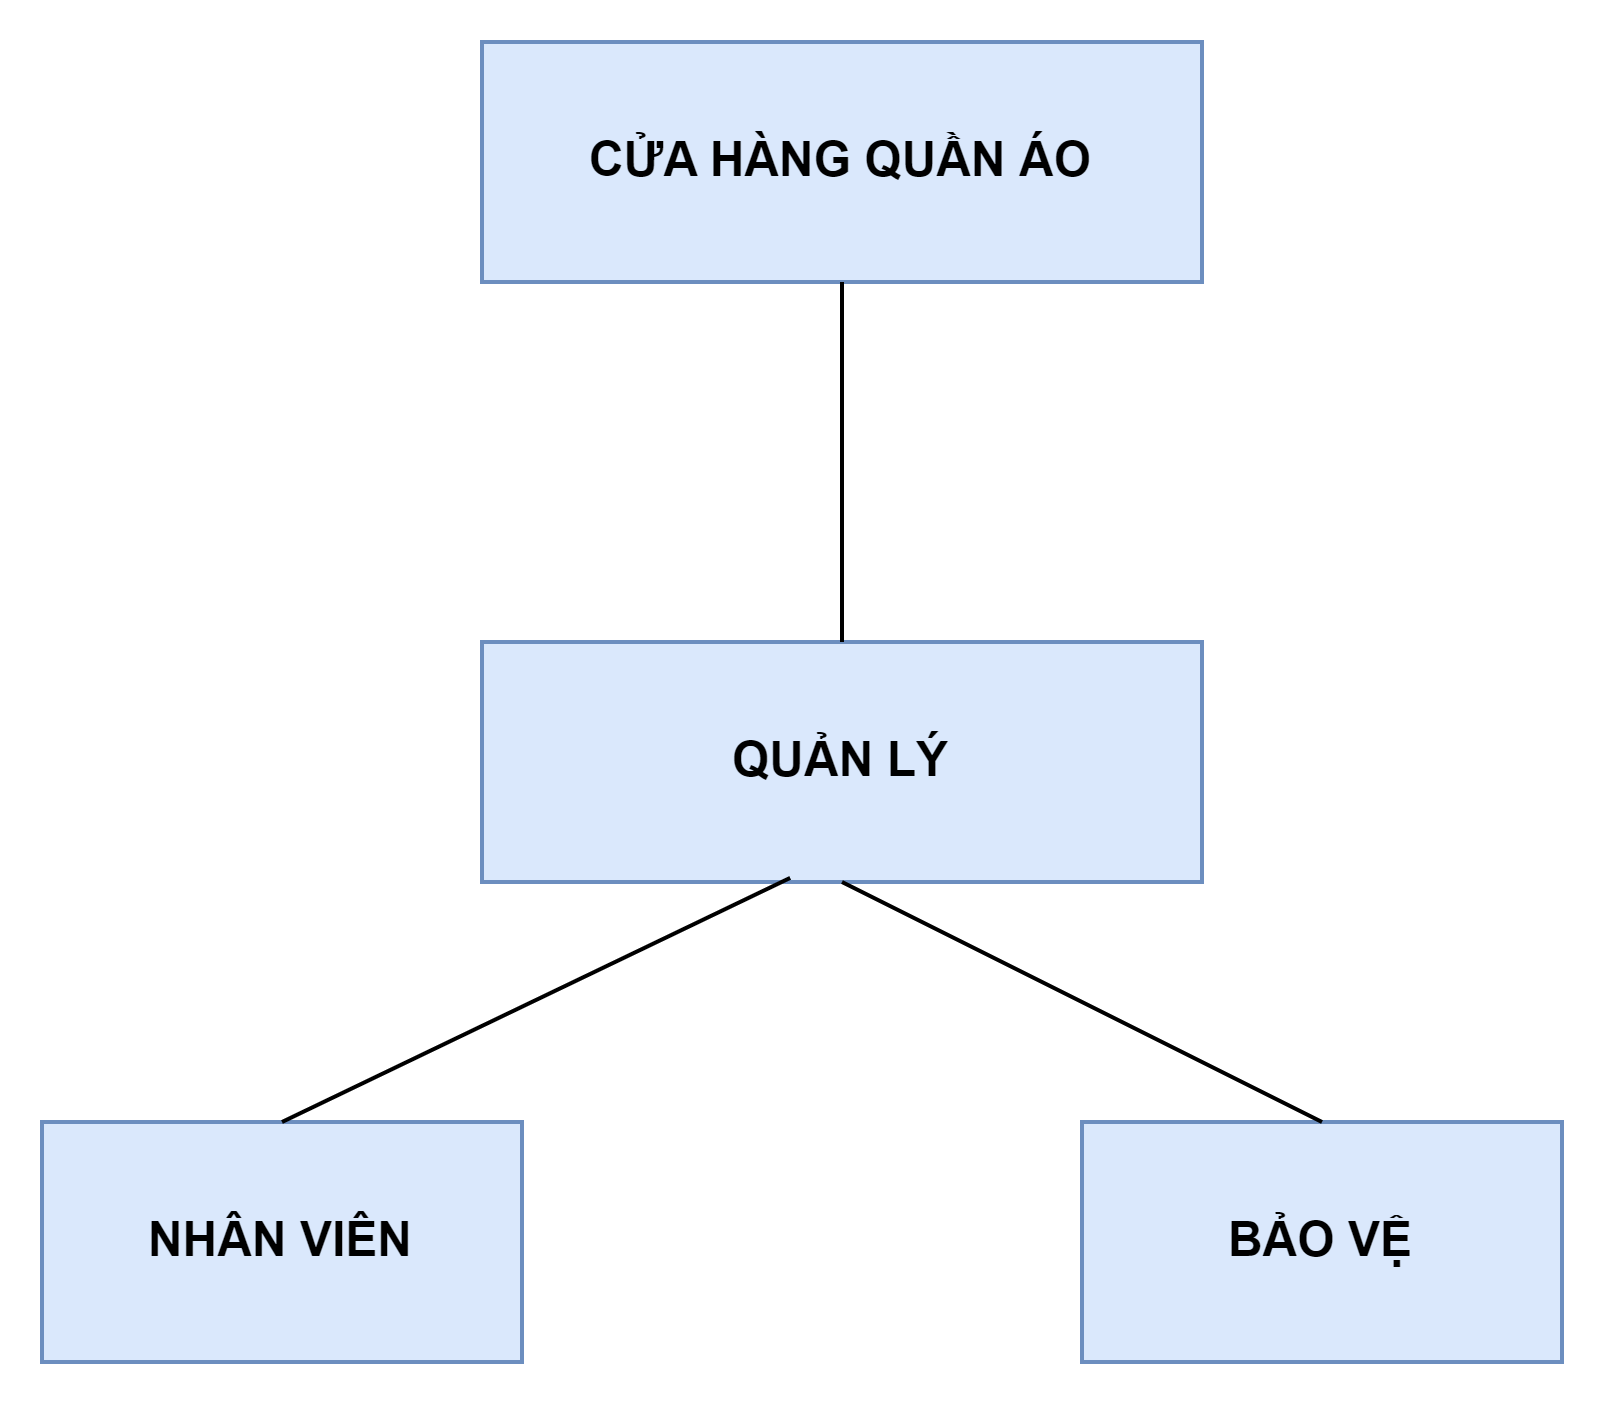 CỬA HÀNG QUẦN ÁO
QUẢN LÝ
NHÂN VIÊN
BẢO VỆ